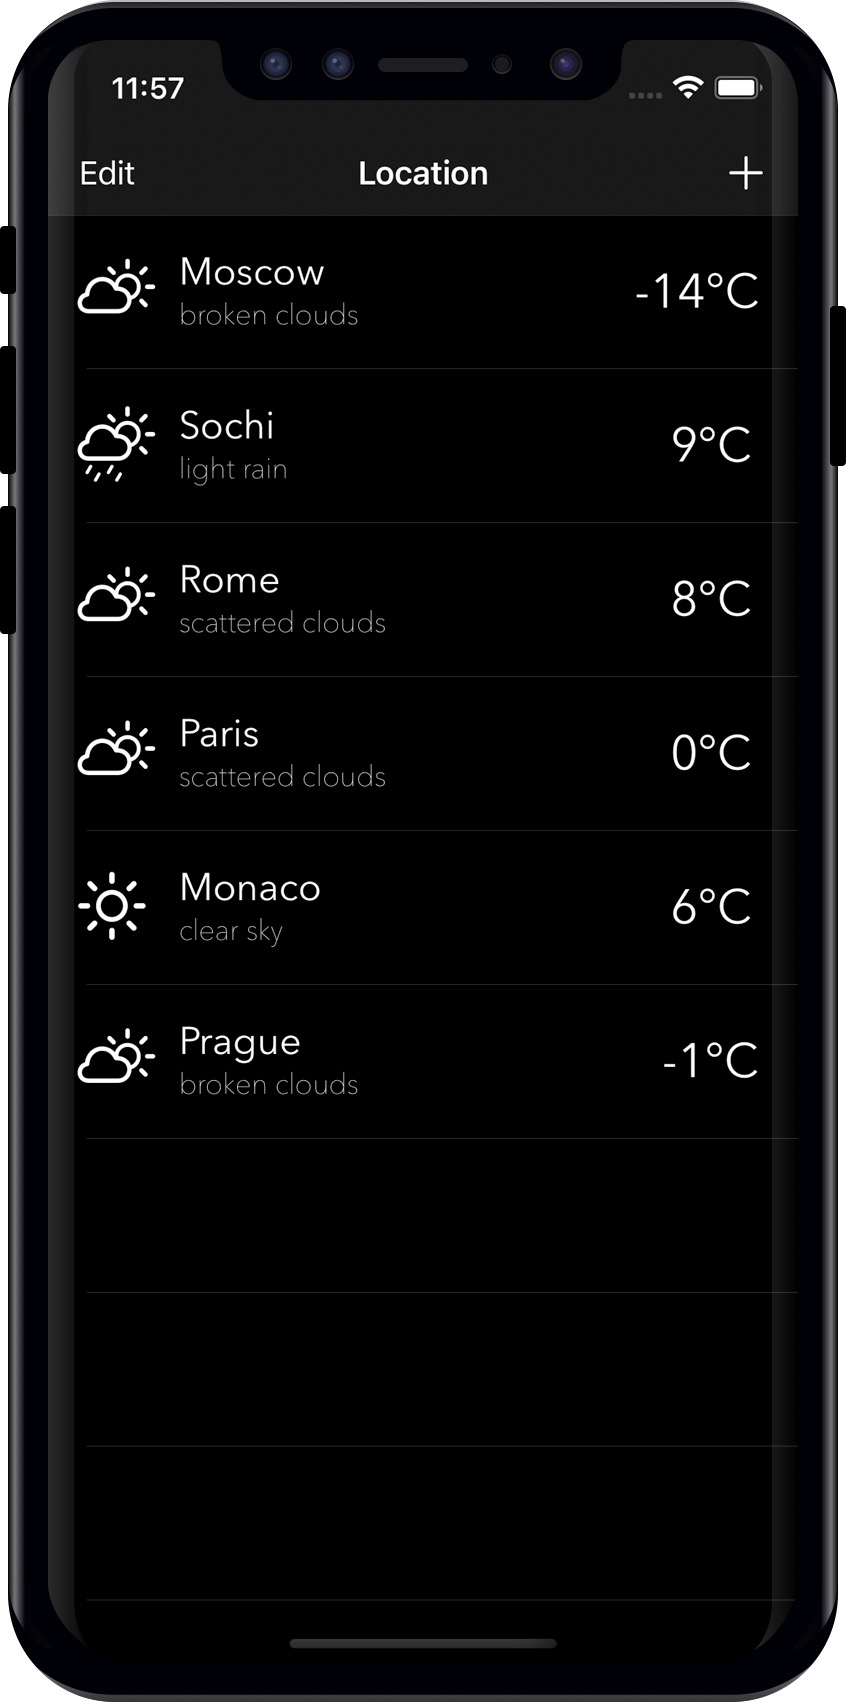 11:57
Edit Location +
Moscow -14°C
broken clouds
Sochi 9°C
light rain
Rome 8°C
scattered clouds
Paris 0°C
scattered clouds
Monaco 6°C
clear sky
Prague -1°C
broken clouds